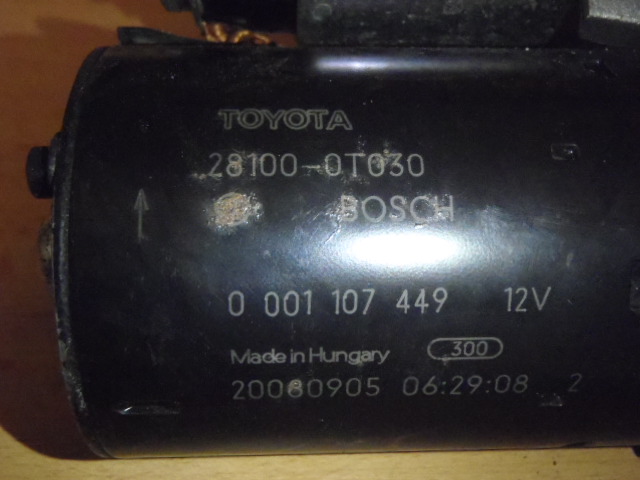 TOYOTA
28100-0T030
BOSCH
0 001 107 449 12V
Made in Hungary 300
20080905 06:29:08 2